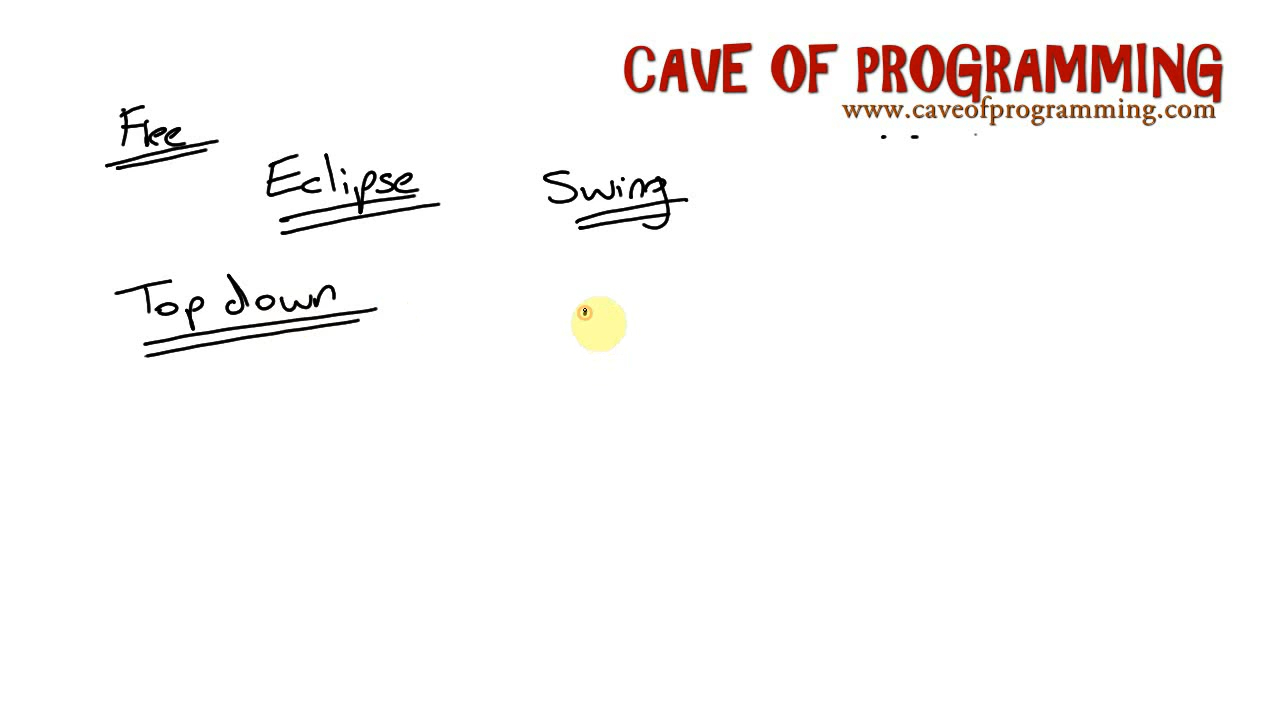 CAVE OF PROGRAMMING
www.caveofprogramming.com
Free
Eclipse
Swing
Top down